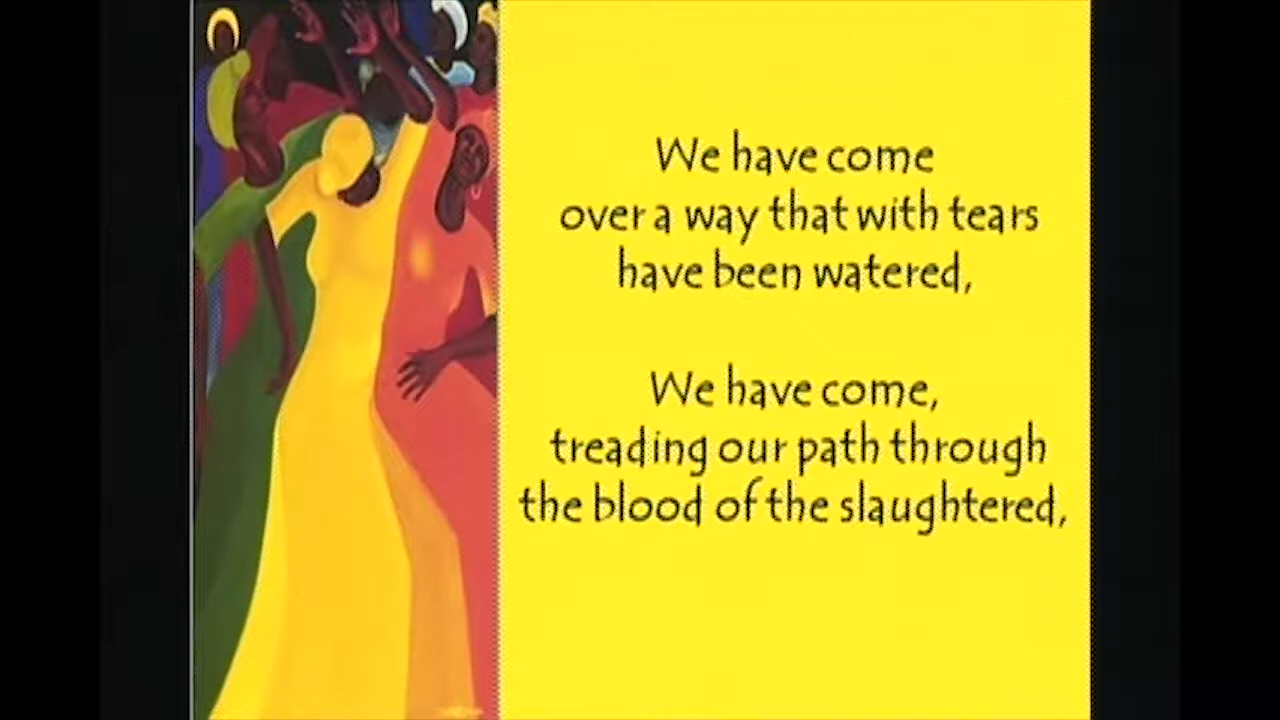 We have come
over a way that with tears
have been watered,
We have come,
treading our path through
the blood of the slaughtered,